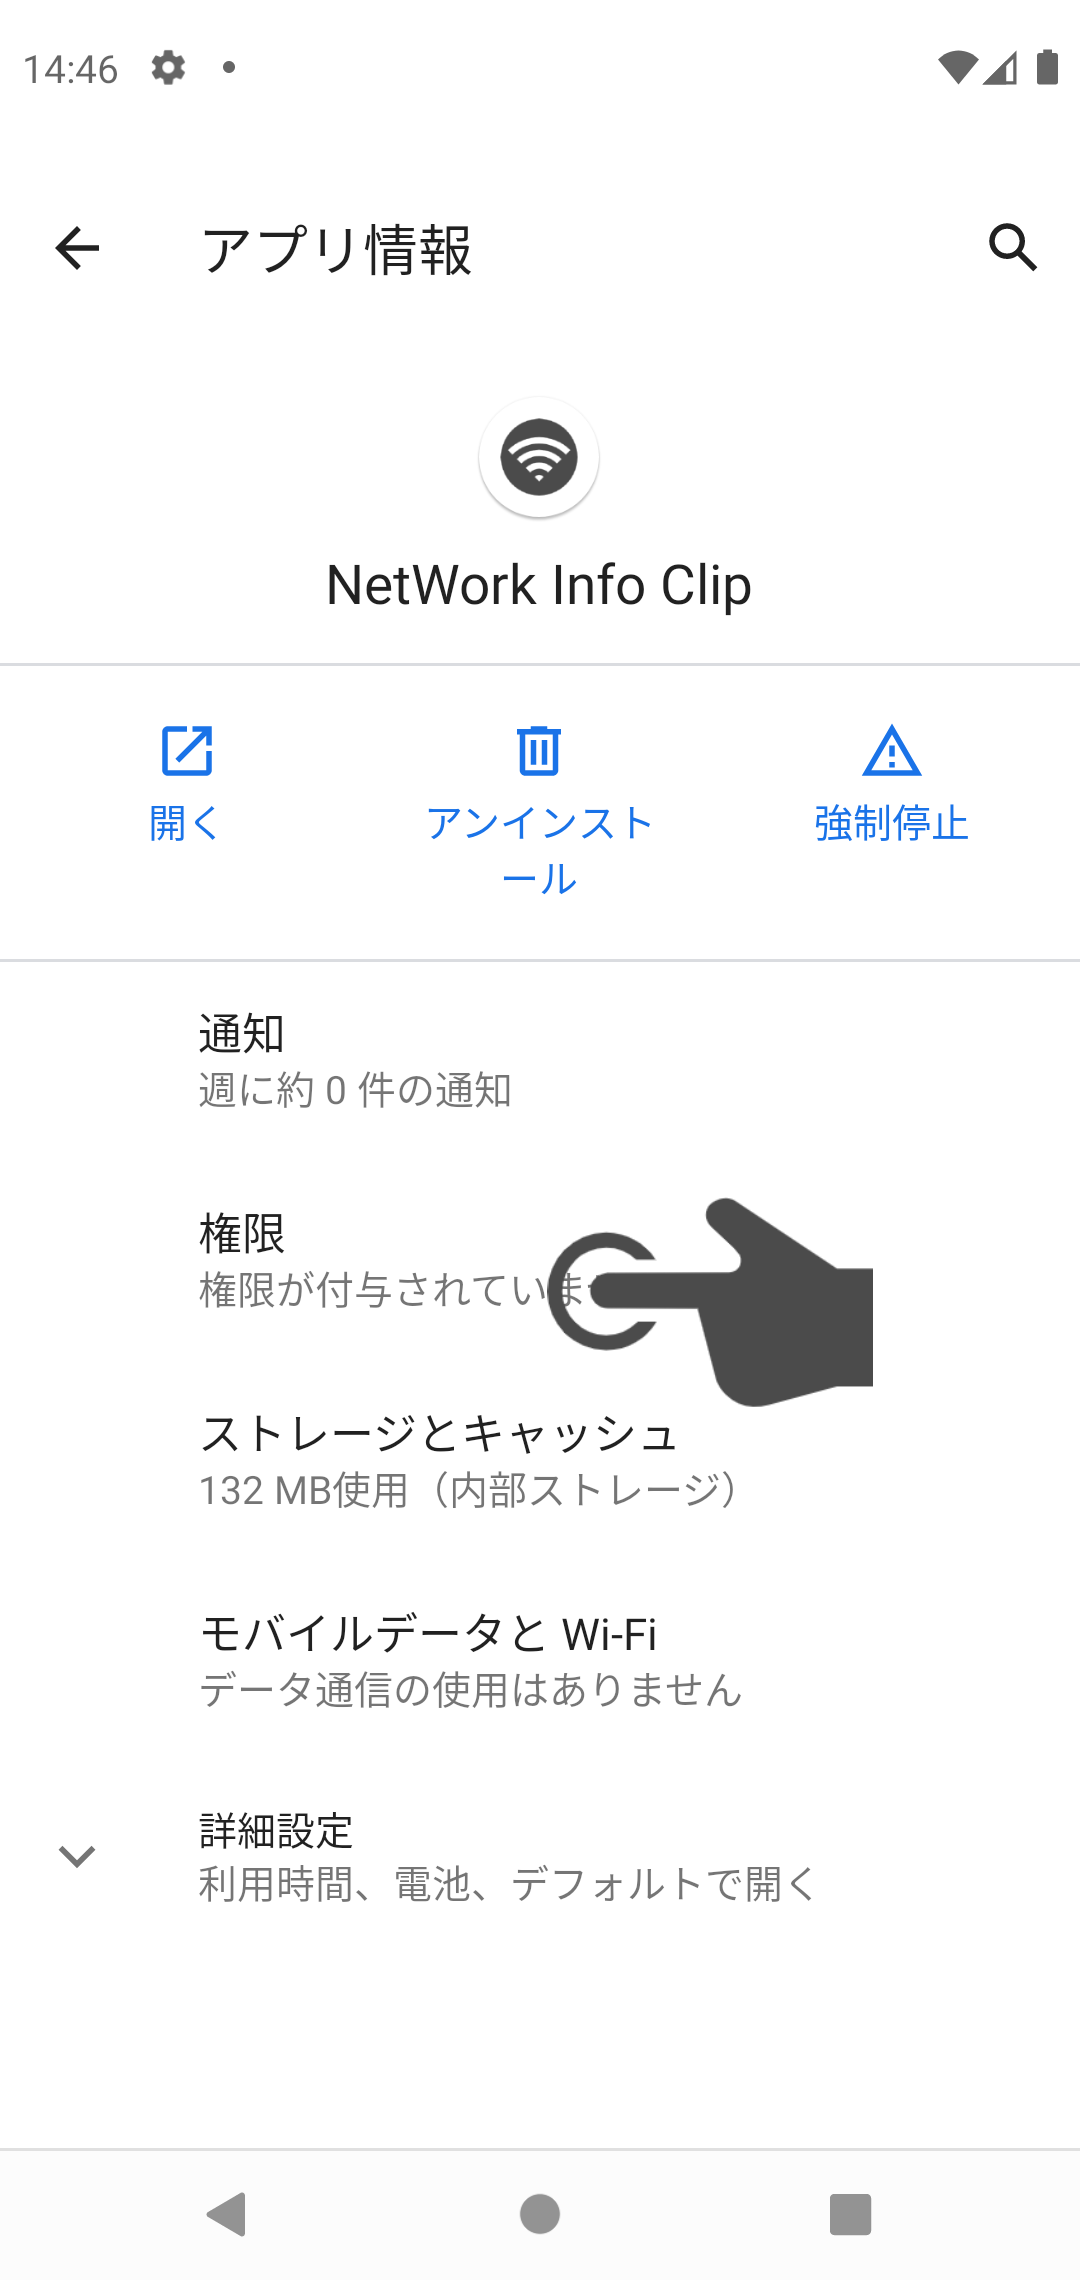 14:46
アプリ情報
NetWork Info Clip
開く
アンインスト
ール
強制停止
通知
週に約 0 件の通知
権限
権限が付与されていま
ストレージとキャッシュ
132 MB使用（内部ストレージ）
モバイルデータと Wi-Fi
データ通信の使用はありません
詳細設定
利用時間、電池、デフォルトで開く